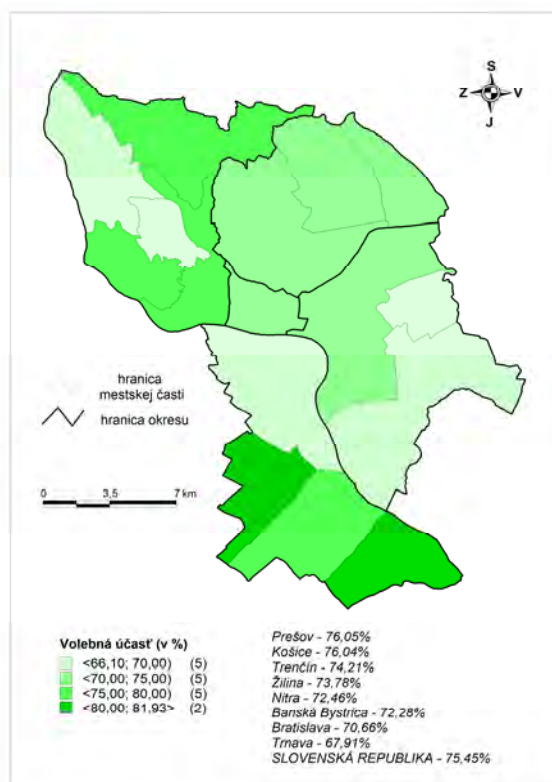 S
Z V
J
hranica
mestskej časti
hranica okresu
0 3,5 7 km
Volebná účasť (v %)
<66,10; 70,00) (5)
<70,00; 75,00) (5)
<75,00; 80,00) (5)
<80,00; 81,93> (2)
Prešov - 76,05%
Košice - 76,04%
Trenčín - 74,21%
Žilina - 73,78%
Nitra - 72,46%
Banská Bystrica - 72,28%
Bratislava - 70,66%
Trnava - 67,91%
SLOVENSKÁ REPUBLIKA - 75,45%